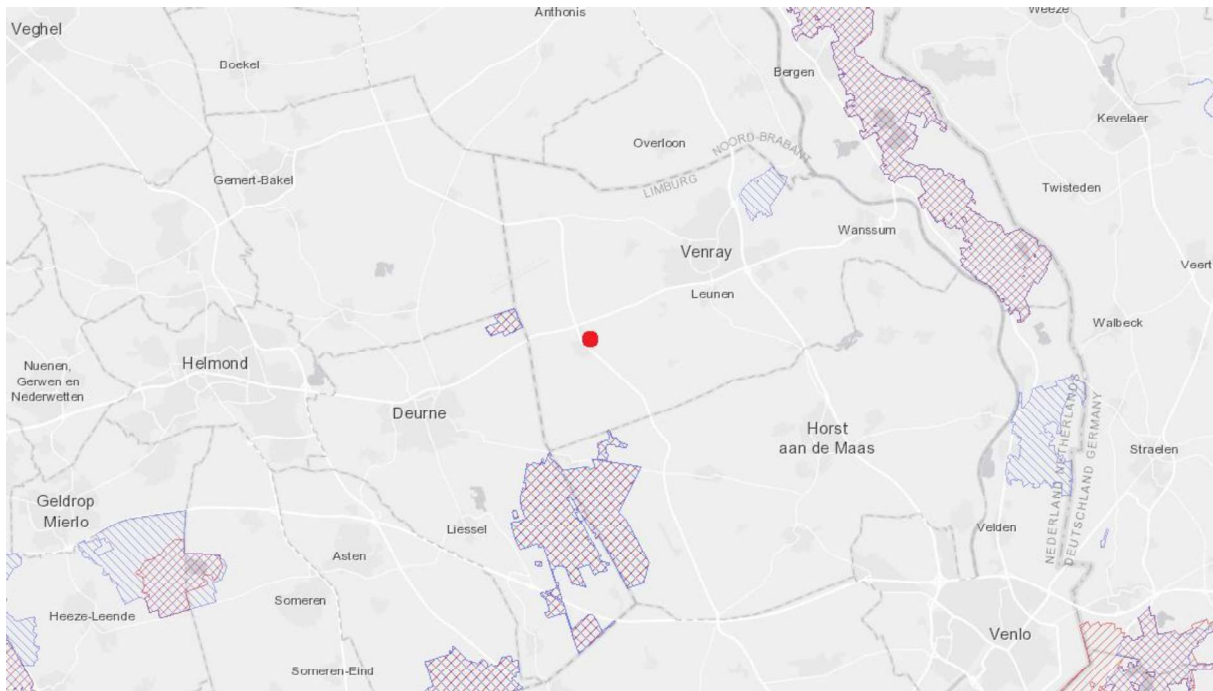 Anthonis
Weeze
Veghel
Boekel
Bergen
Kevelaer
Overloon
NOORD-BRABANT
LIMBURG
Gemert-Bakel
Twisteden
Wanssum
Venray
Veert
Leunen
Walbeck
Nuenen,
Gerwen en
Nederwetten
Helmond
Deurne
Horst
aan de Maas
NEDERLAND NETHERLANDS
DEUTSCHLAND GERMANY
Straelen
Geldrop
Mierlo
Liessel
Velden
Asten
Someren
Heeze-Leende
Venlo
Someren-Eind